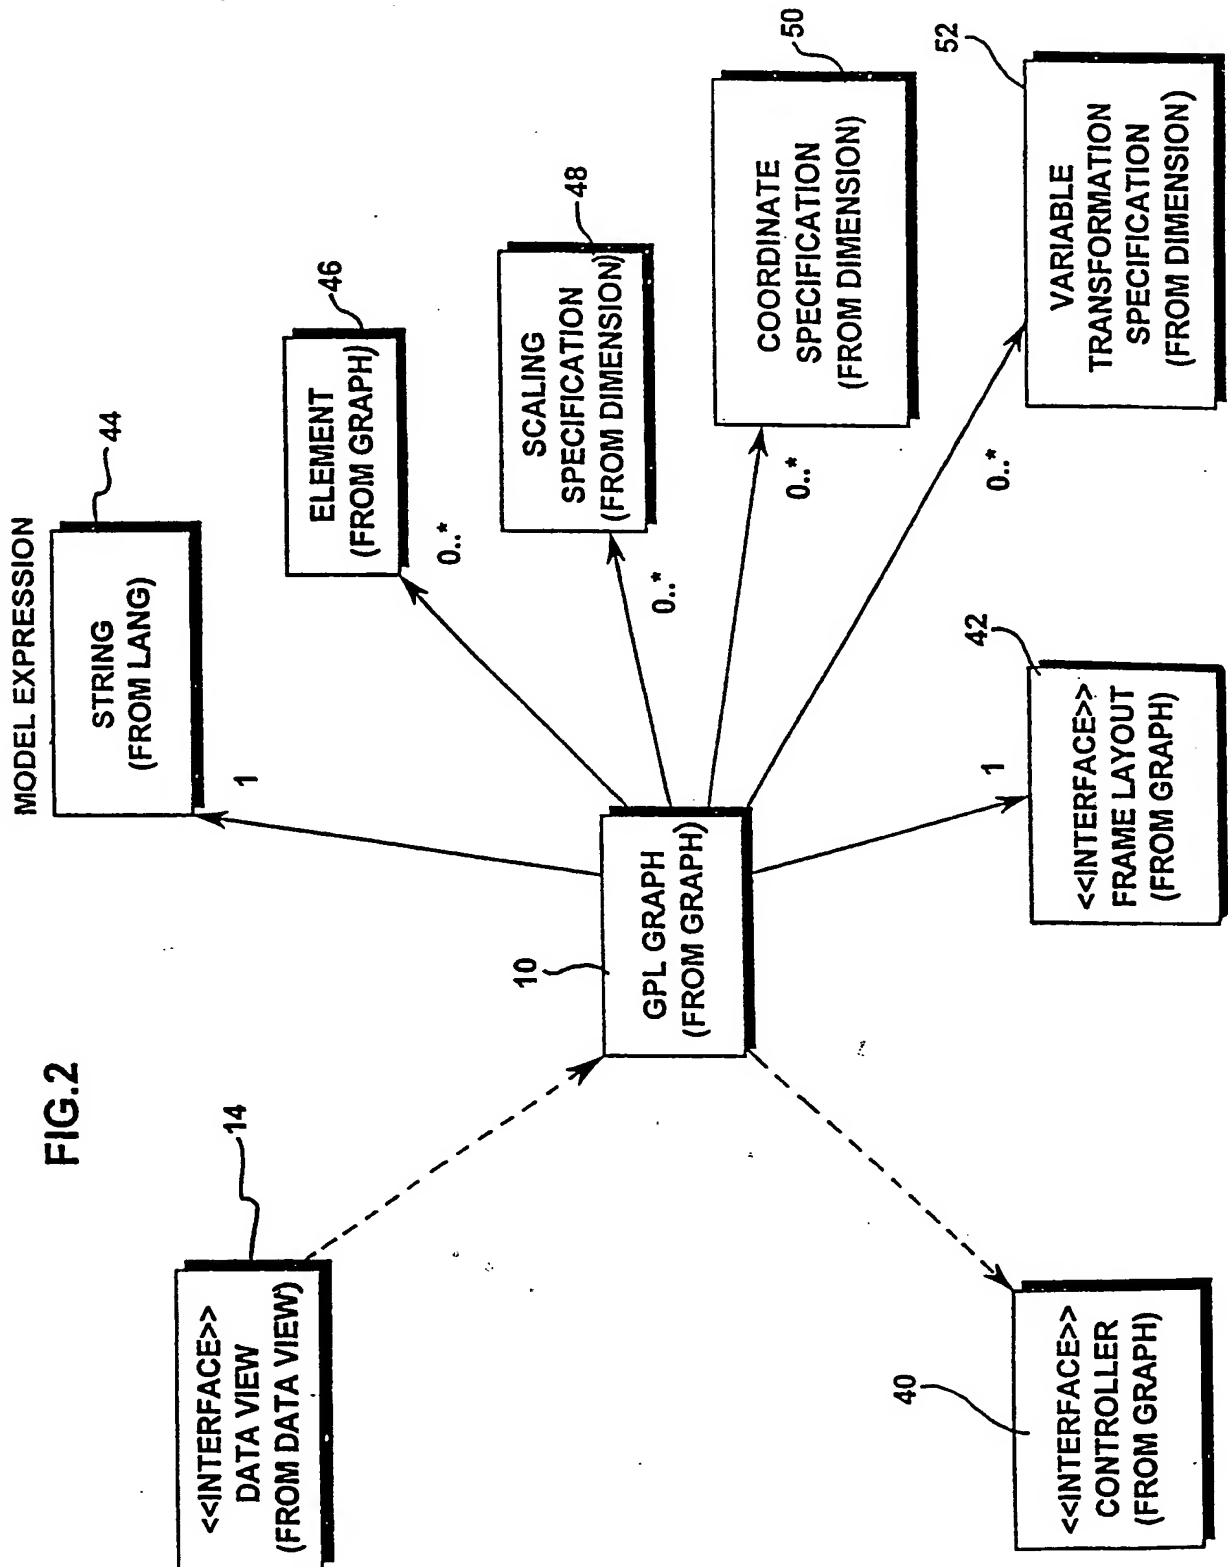 FIG.2
<<INTERFACE>>
DATA VIEW
(FROM DATA VIEW)
14
MODEL EXPRESSION
STRING
(FROM LANG)
44
1
ELEMENT
(FROM GRAPH)
46
0..*
SCALING
SPECIFICATION
(FROM DIMENSION)
48
0..*
COORDINATE
SPECIFICATION
(FROM DIMENSION)
50
0..*
VARIABLE
TRANSFORMATION
SPECIFICATION
(FROM DIMENSION)
52
0..*
10
GPL GRAPH
(FROM GRAPH)
40
<<INTERFACE>>
CONTROLLER
(FROM GRAPH)
42
1
<<INTERFACE>>
FRAME LAYOUT
(FROM GRAPH)